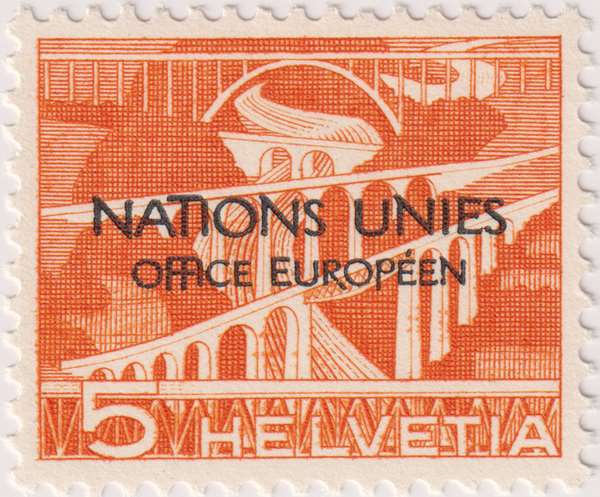 NATIONS UNIES
OFFICE EUROPÉEN
5 HELVETIA